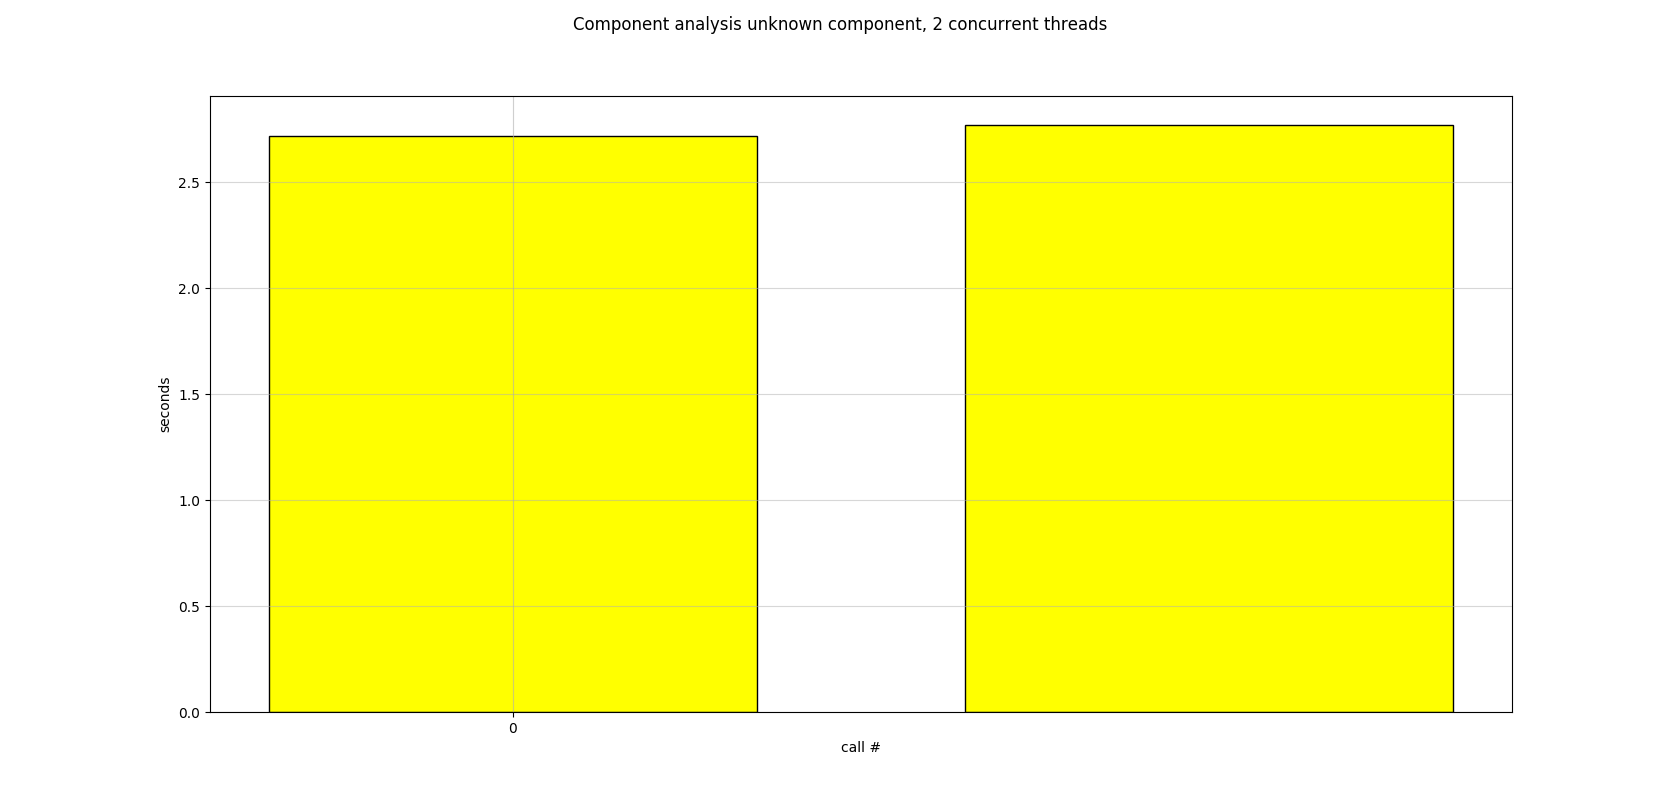 Component analysis unknown component, 2 concurrent threads
2.5
2.0
1.5
1.0
0.5
0.0
seconds
0
call #